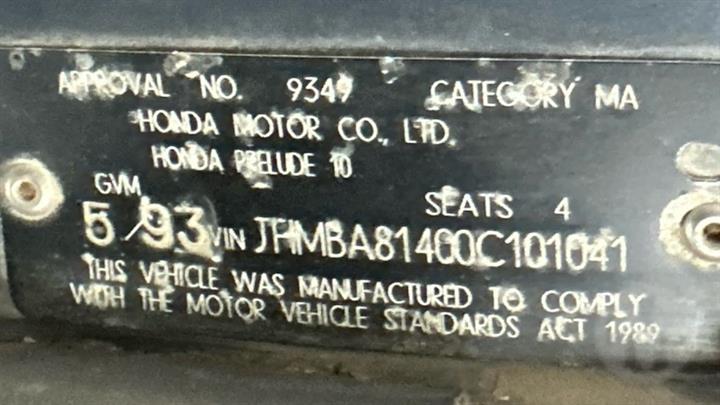 APPROVAL NO. 9349 CATEGORY MA
HONDA MOTOR CO., LTD.
HONDA PRELUDE 10
GVM
SEATS 4
5/93 VIN JHMBA81400C101041
THIS VEHICLE WAS MANUFACTURED TO COMPLY
WITH THE MOTOR VEHICLE STANDARDS ACT 1989